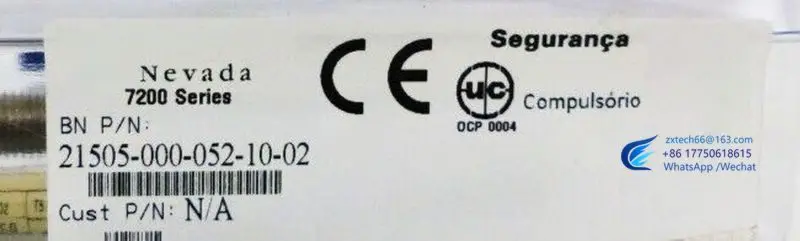 Nevada
7200 Series
BN P/N:
21505-000-052-10-02
Cust P/N: N/A
CE
Segurança
UC
Compulsório
OCP 0004
zxtech66@163.com
+86 17750618615
WhatsApp /Wechat